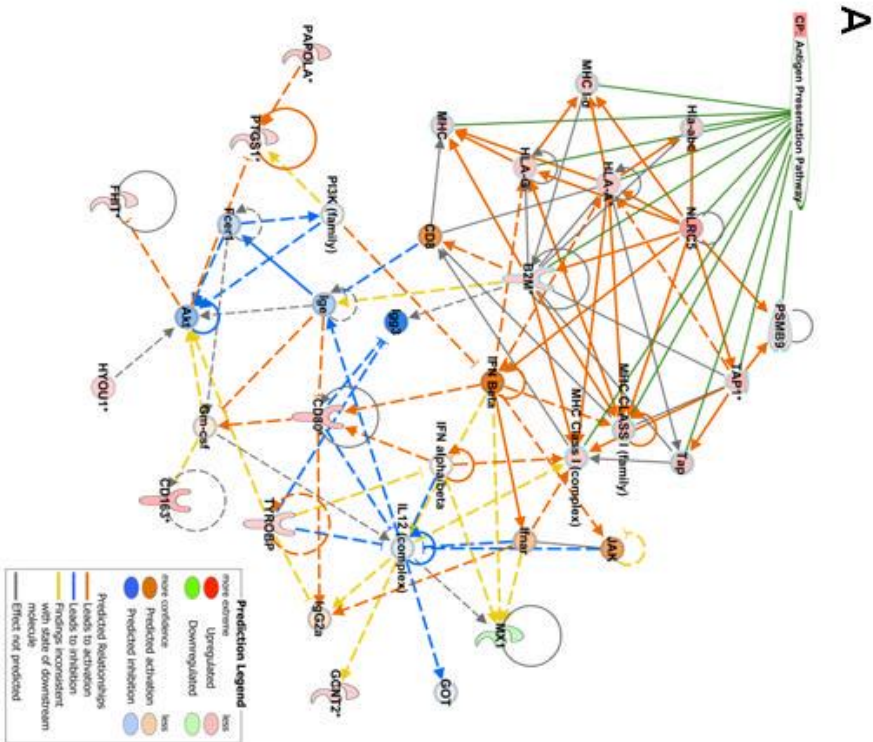 A
CP: Antigen Presentation Pathway
PSMB9
TAP1*
Tap
NLRC5
Hla-abc
MHC Iα
HLA-A*
HLA-G
MHC
MHC CLASS I (family)
MHC Class I (complex)
B2M*
CD8
JAK
Ifnar
IFN Beta
IFN alpha/beta
MX1
Igg3
IL12 (complex)
Ige
PI3K (family)
CD80*
PAPOLA*
PTGS1*
Fcer1
FHIT*
Akt
HYOU1*
Gm-csf
CD163*
TYROBP
IgG2a
GCNT2*
GOT
Prediction Legend
more extreme
less
Upregulated
Downregulated
more confidence
less
Predicted activation
Predicted inhibition
Predicted Relationships
Leads to activation
Leads to inhibition
Findings inconsistent
with state of downstream
molecule
Effect not predicted